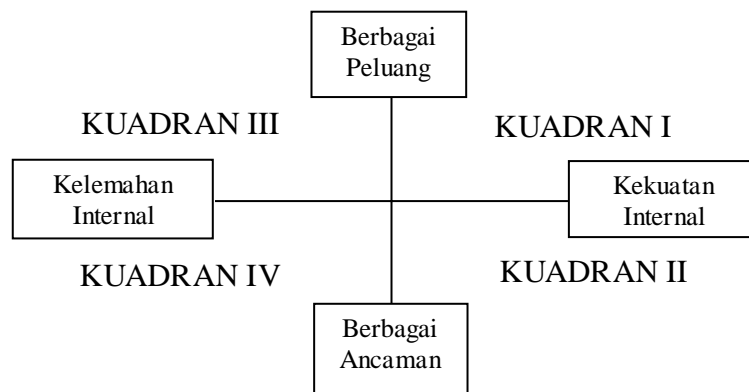 Berbagai
Peluang
KUADRAN III
KUADRAN I
Kelemahan
Internal
Kekuatan
Internal
KUADRAN IV
KUADRAN II
Berbagai
Ancaman